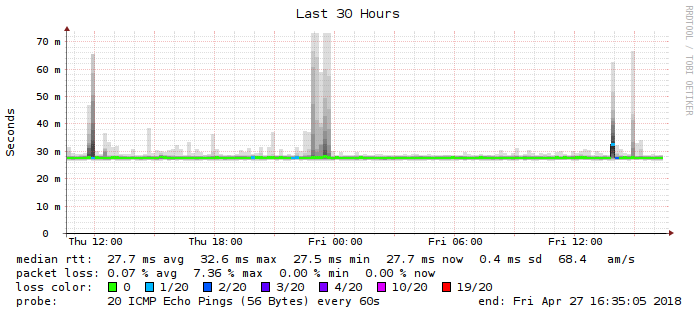 Last 30 Hours
RRDTOOL / TOBI OETIKER
Seconds
70 m
60 m
50 m
40 m
30 m
20 m
10 m
0
Thu 12:00 Thu 18:00 Fri 00:00 Fri 06:00 Fri 12:00
median rtt: 27.7 ms avg 32.6 ms max 27.5 ms min 27.7 ms now 0.4 ms sd 68.4 am/s
packet loss: 0.07 % avg 7.36 % max 0.00 % min 0.00 % now
loss color: 0 1/20 2/20 3/20 4/20 10/20 19/20
probe: 20 ICMP Echo Pings (56 Bytes) every 60s end: Fri Apr 27 16:35:05 2018